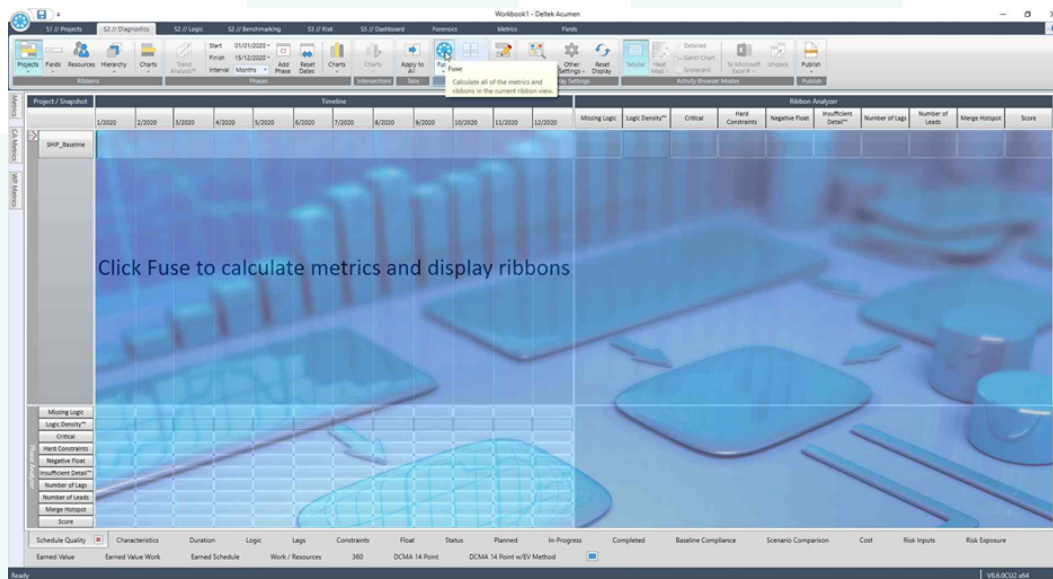 Workbook1 - Deltek Acumen
S1 // Projects S2 // Diagnostics S2 // Logic S2 // Benchmarking S3 // Risk S5 // Dashboard Forensics Metrics Fields
Projects Fields Resources Hierarchy Charts Trend Analysis™ Start 01/01/2020 Finish 15/12/2020 Interval Months Add Phase Reset Dates Charts Charts Apply to All Other Settings Reset Display Tabular Heat Map Detailed Gantt Chart Scorecard To Microsoft Excel® Unlock Publish
Ribbons Phases Intersections Tabs Activity Browser Modes Publish
Fuse
Calculate all of the metrics and
ribbons in the current ribbon view.
Metrics
CA Metrics
WP Metrics
Project / Snapshot Timeline Ribbon Analyzer
1/2020 2/2020 3/2020 4/2020 5/2020 6/2020 7/2020 8/2020 9/2020 10/2020 11/2020 12/2020 Missing Logic Logic Density™ Critical Hard Constraints Negative Float Insufficient Detail™ Number of Lags Number of Leads Merge Hotspot Score
SHIP_Baseline
Click Fuse to calculate metrics and display ribbons
Phase Analyzer
Missing Logic
Logic Density™
Critical
Hard Constraints
Negative Float
Insufficient Detail™
Number of Lags
Number of Leads
Merge Hotspot
Score
Schedule Quality Characteristics Duration Logic Lags Constraints Float Status Planned In-Progress Completed Baseline Compliance Scenario Comparison Cost Risk Inputs Risk Exposure
Earned Value Earned Value Work Earned Schedule Work / Resources 360 DCMA 14 Point DCMA 14 Point w/EV Method
Ready V8.6.0CU2 x64